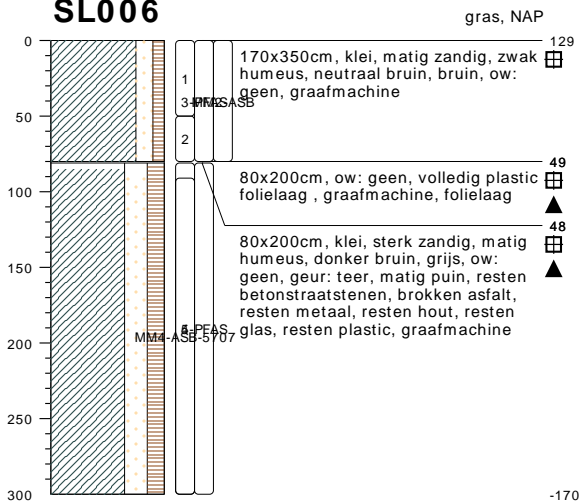 SL006
gras, NAP
0
129
170x350cm, klei, matig zandig, zwak
humeus, neutraal bruin, bruin, ow:
geen, graafmachine
1
50
2
49
80x200cm, ow: geen, volledig plastic
folielaag , graafmachine, folielaag
100
48
80x200cm, klei, sterk zandig, matig
humeus, donker bruin, grijs, ow:
geen, geur: teer, matig puin, resten
betonstraatstenen, brokken asfalt,
resten metaal, resten hout, resten
glas, resten plastic, graafmachine
150
MM4-ASB-5707
200
250
300
-170